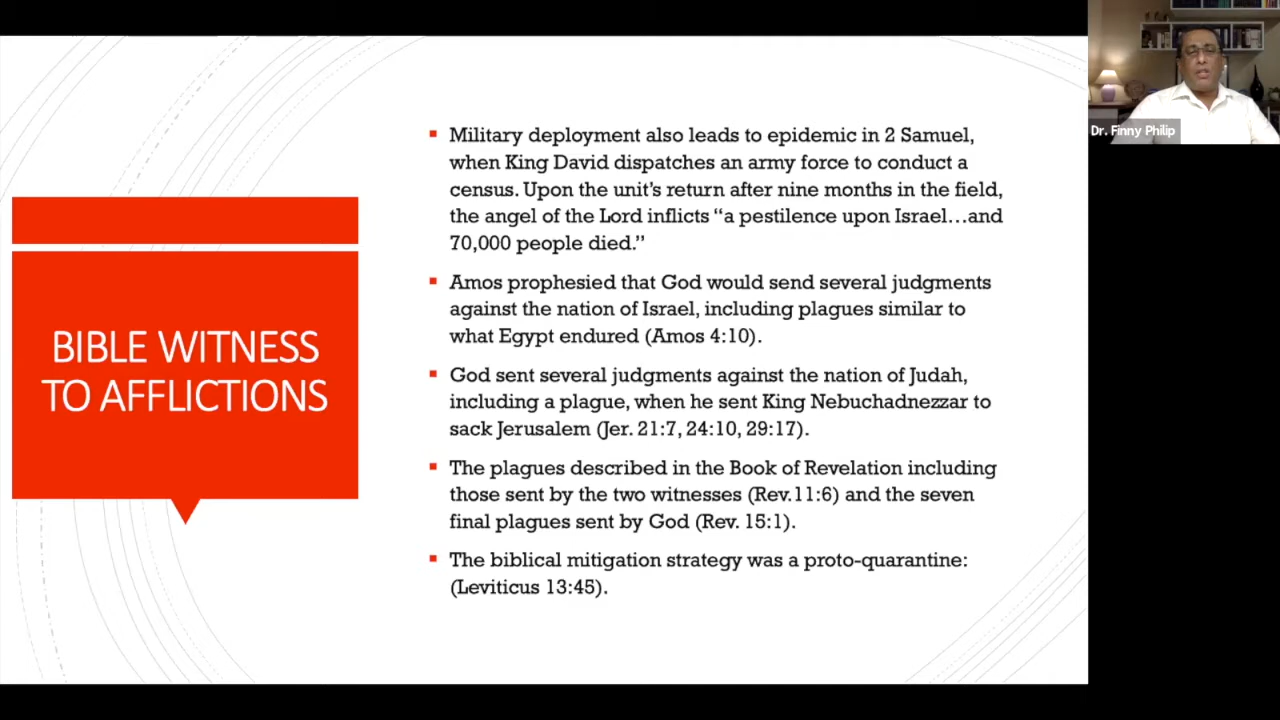 BIBLE WITNESS
TO AFFLICTIONS
▪ Military deployment also leads to epidemic in 2 Samuel,
when King David dispatches an army force to conduct a
census. Upon the unit's return after nine months in the field,
the angel of the Lord inflicts “a pestilence upon Israel…and
70,000 people died.”
▪ Amos prophesied that God would send several judgments
against the nation of Israel, including plagues similar to
what Egypt endured (Amos 4:10).
▪ God sent several judgments against the nation of Judah,
including a plague, when he sent King Nebuchadnezzar to
sack Jerusalem (Jer. 21:7, 24:10, 29:17).
▪ The plagues described in the Book of Revelation including
those sent by the two witnesses (Rev.11:6) and the seven
final plagues sent by God (Rev. 15:1).
▪ The biblical mitigation strategy was a proto-quarantine:
(Leviticus 13:45).
Dr. Finny Philip